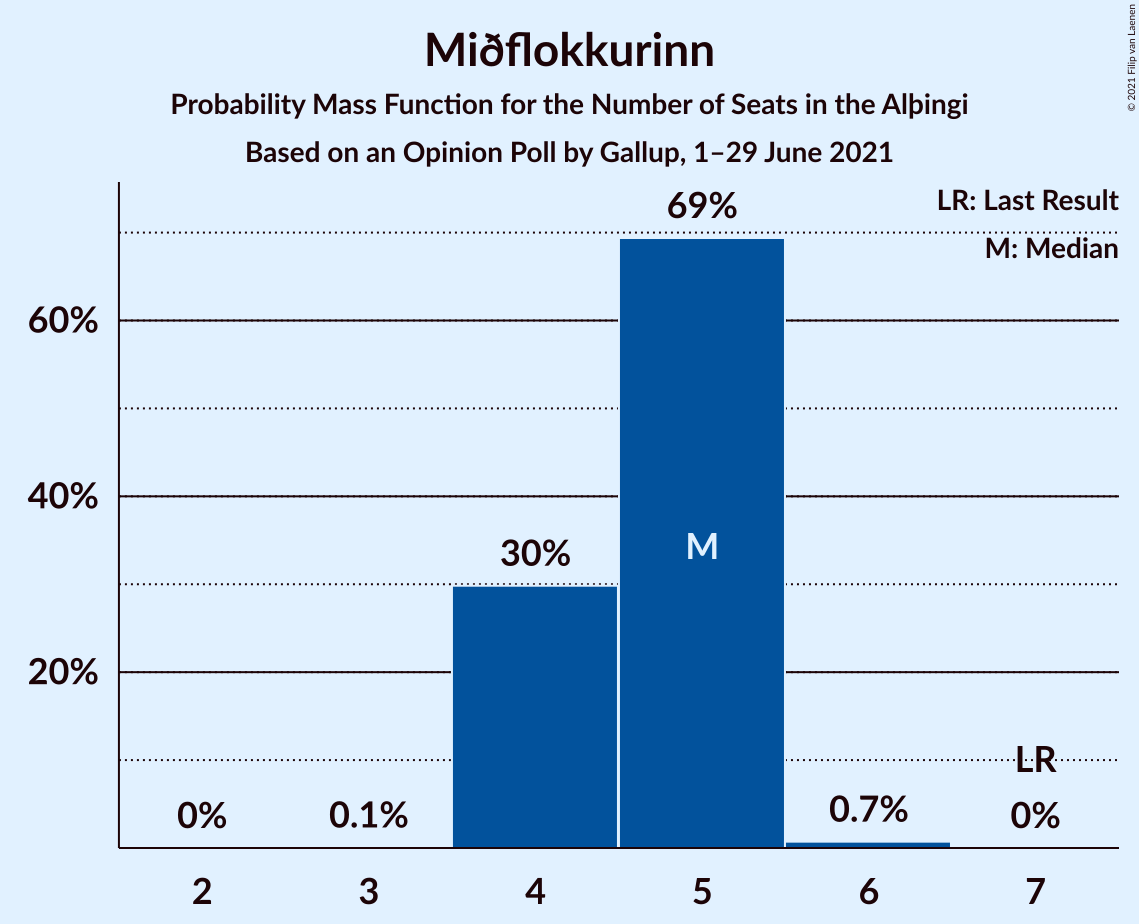 Miðflokkurinn
Probability Mass Function for the Number of Seats in the Alþingi
Based on an Opinion Poll by Gallup, 1–29 June 2021
© 2021 Filip van Laenen
LR: Last Result
M: Median
69%
60%
40%
30%
M
20%
LR
0%
0.1%
0.7%
0%
2
3
4
5
6
7